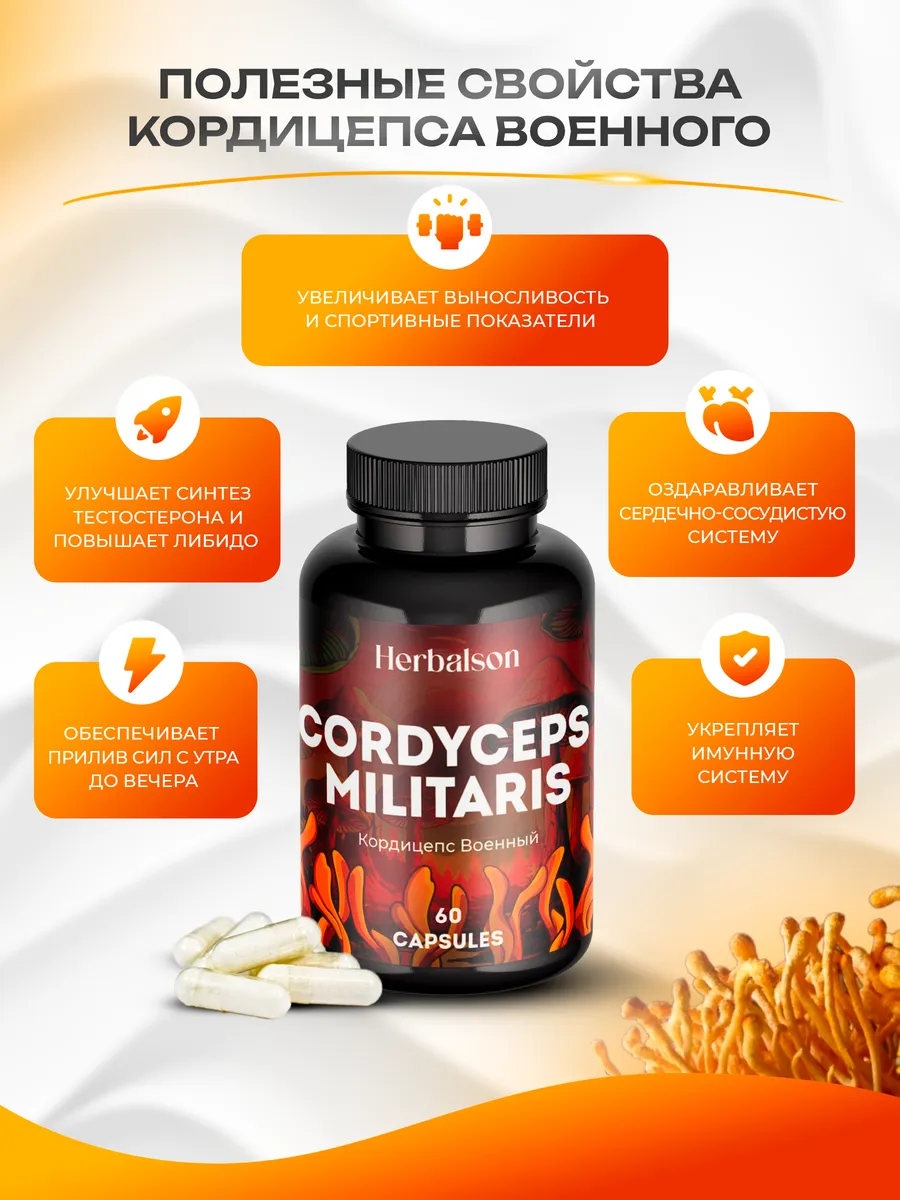 ПОЛЕЗНЫЕ СВОЙСТВА
КОРДИЦЕПСА ВОЕННОГО
УВЕЛИЧИВАЕТ ВЫНОСЛИВОСТЬ
И СПОРТИВНЫЕ ПОКАЗАТЕЛИ
УЛУЧШАЕТ СИНТЕЗ
ТЕСТОСТЕРОНА И
ПОВЫШАЕТ ЛИБИДО
ОЗДАРАВЛИВАЕТ
СЕРДЕЧНО-СОСУДИСТУЮ
СИСТЕМУ
ОБЕСПЕЧИВАЕТ
ПРИЛИВ СИЛ С УТРА
ДО ВЕЧЕРА
УКРЕПЛЯЕТ
ИМУННУЮ
СИСТЕМУ
Herbalson
CORDYCEPS
MILITARIS
Кордицепс Военный
60
CAPSULES